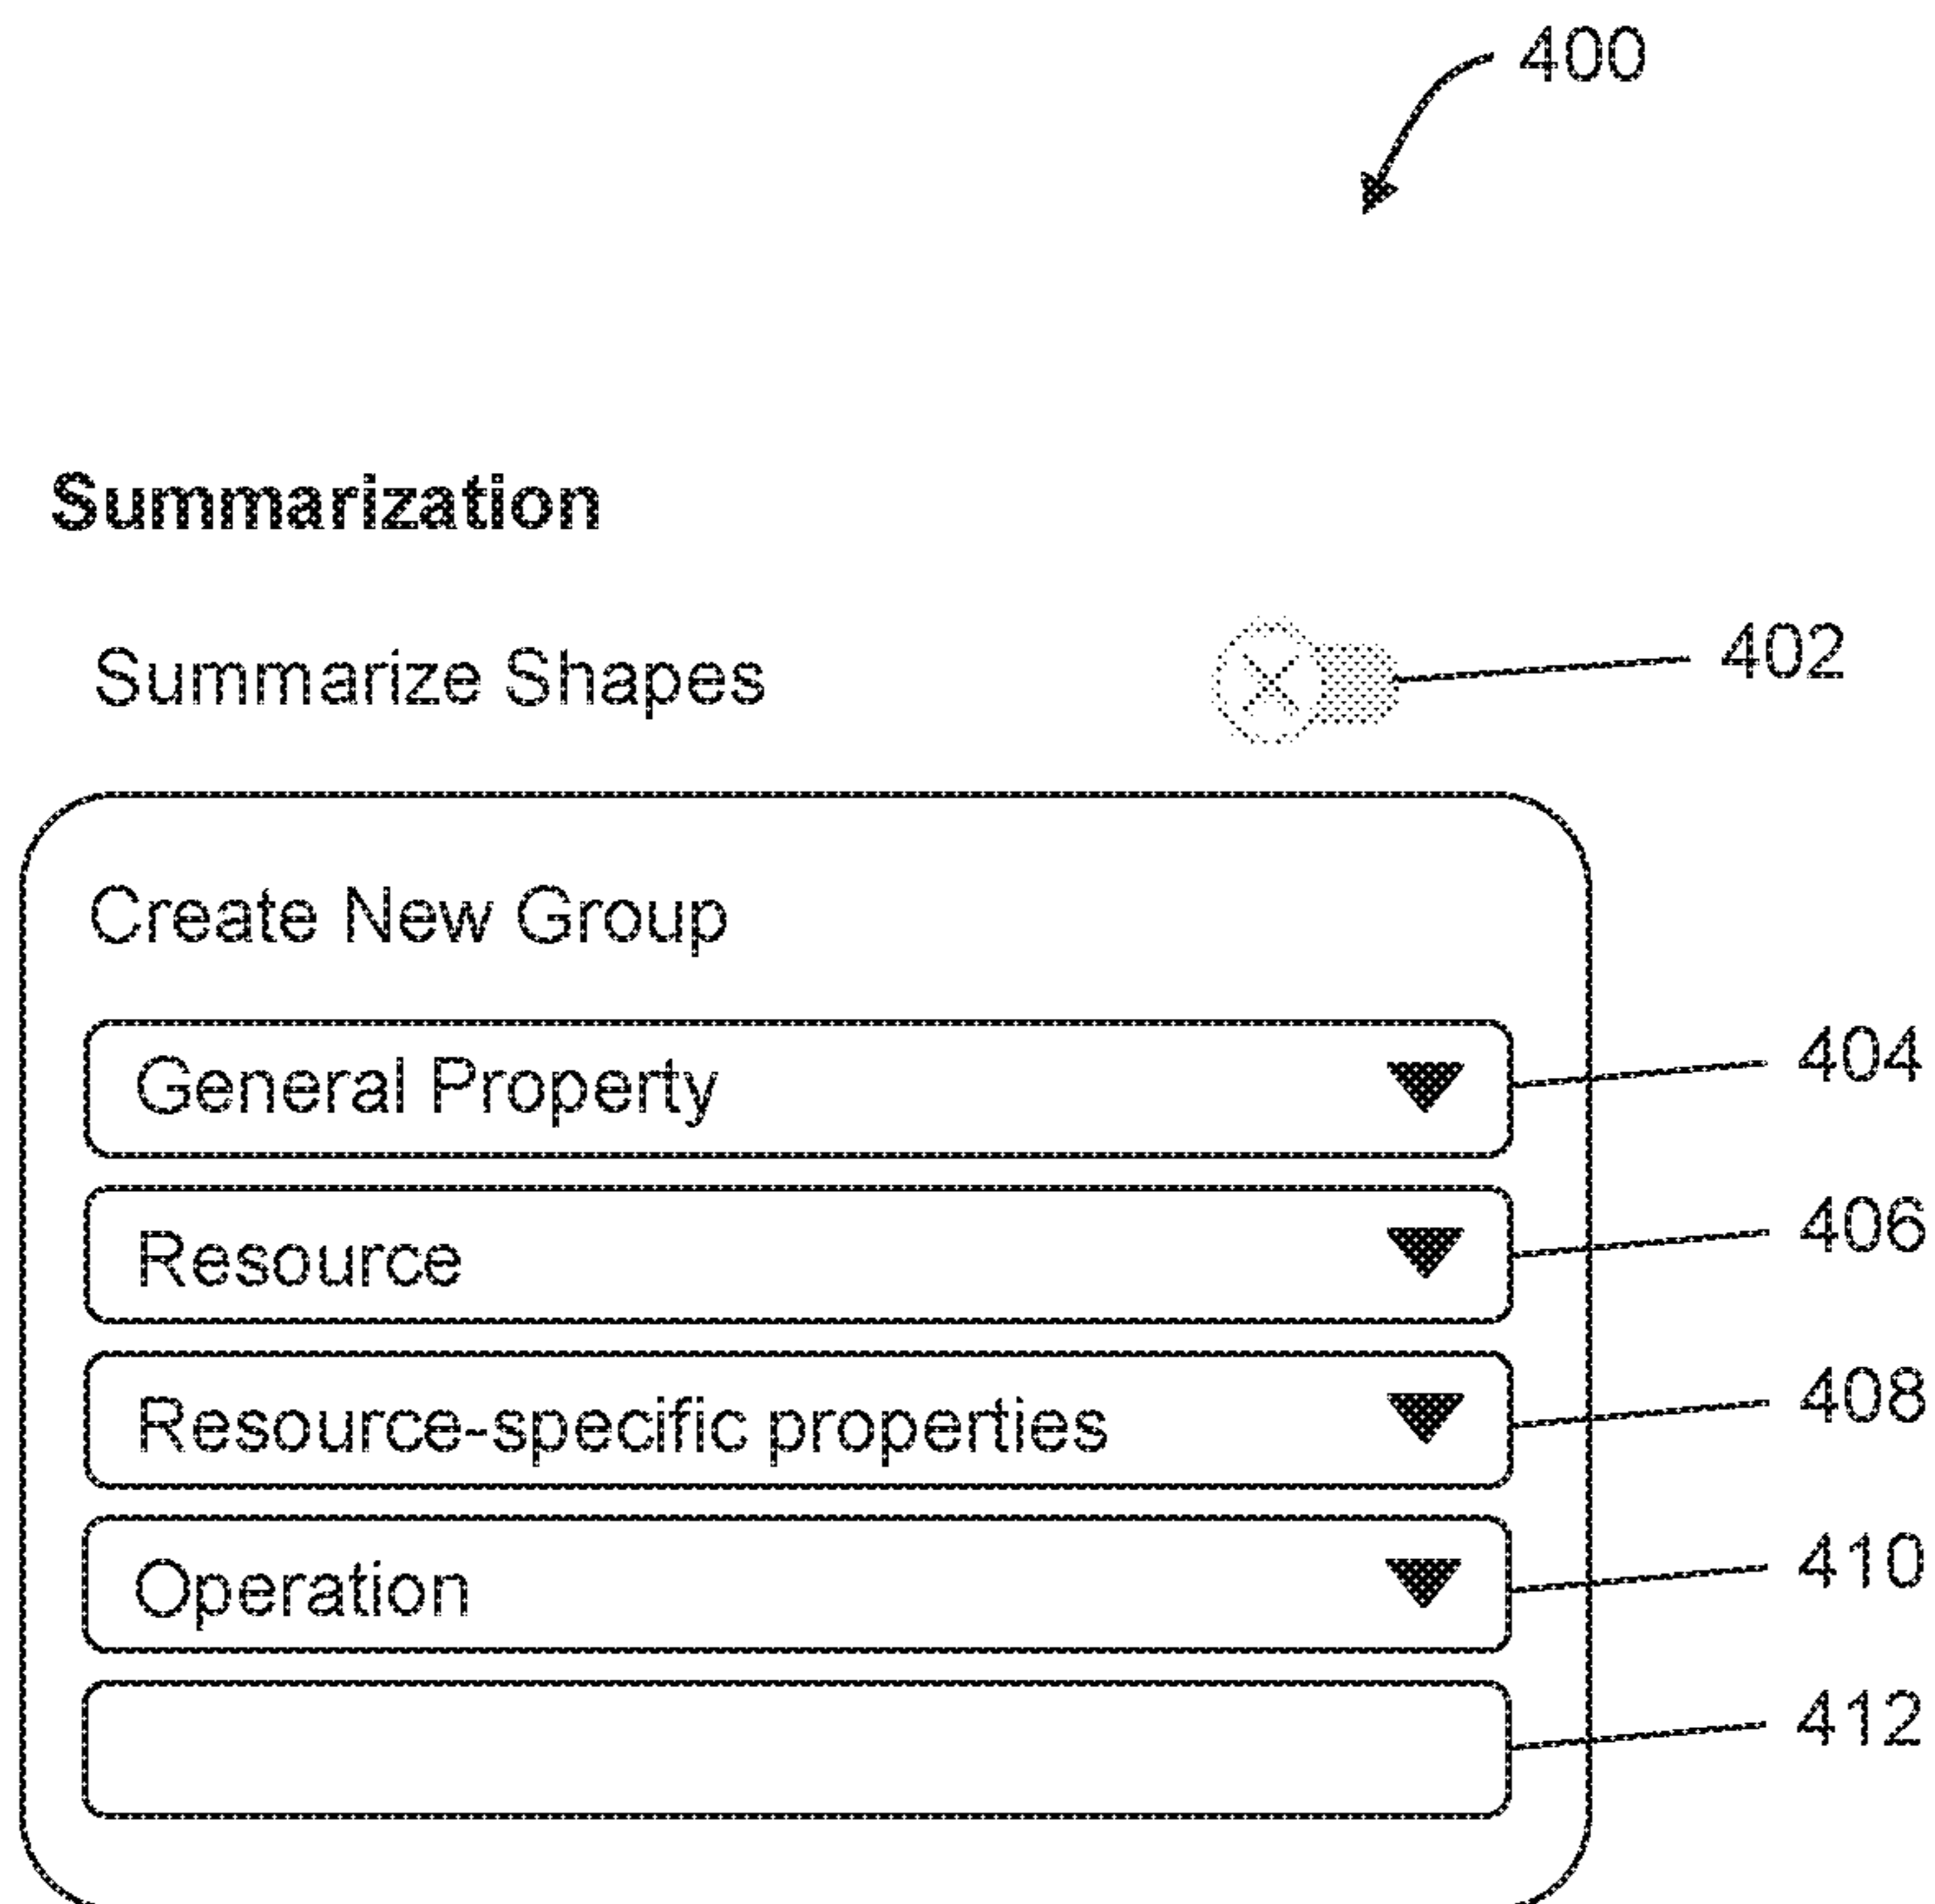 400
Summarization
Summarize Shapes 402
Create New Group
General Property 404
Resource 406
Resource-specific properties 408
Operation 410
412